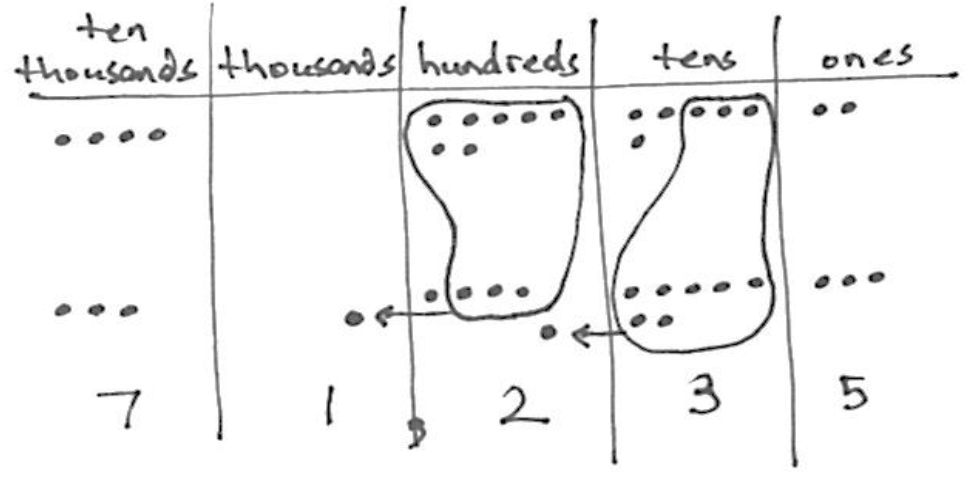 ten
thousands thousands hundreds tens ones
7 1 2 3 5